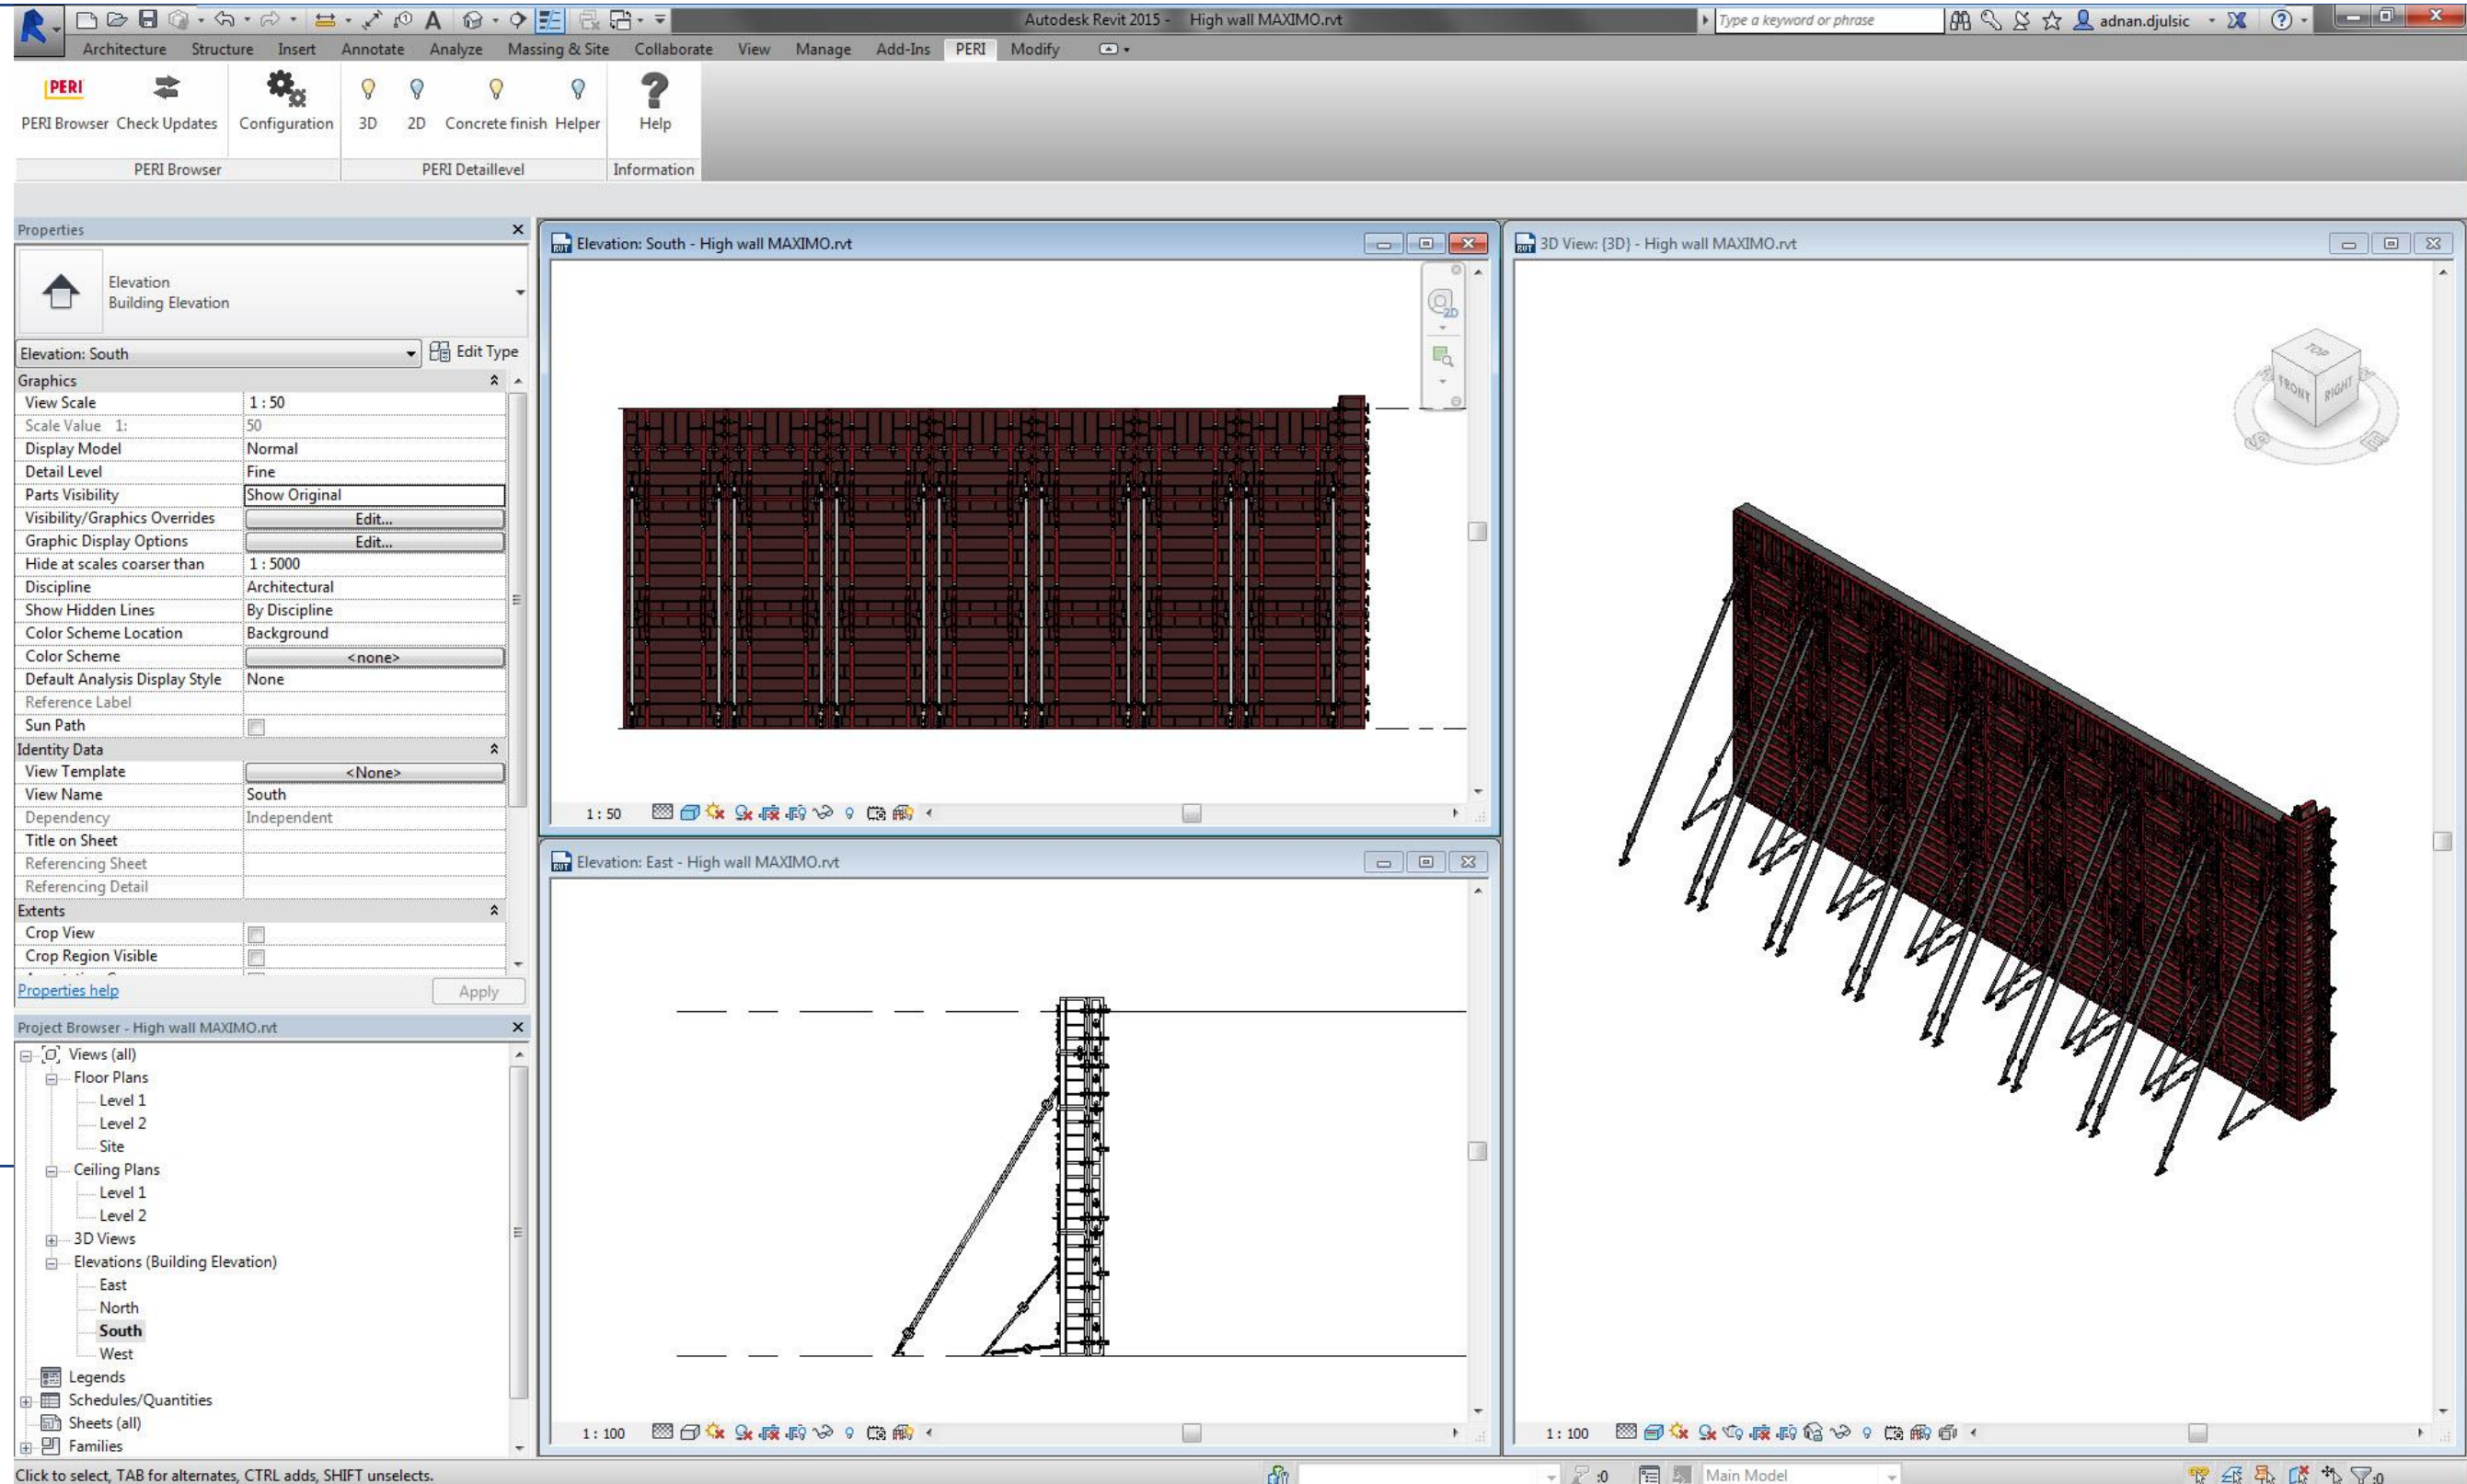 Autodesk Revit 2015 - High wall MAXIMO.rvt
Type a keyword or phrase
adnan.djulsic
Architecture Structure Insert Annotate Analyze Massing & Site Collaborate View Manage Add-Ins PERI Modify
PERI
PERI Browser Check Updates Configuration 3D 2D Concrete finish Helper Help
PERI Browser PERI Detaillevel Information
Properties
Elevation
Building Elevation
Elevation: South Edit Type
Graphics
View Scale 1 : 50
Scale Value 1: 50
Display Model Normal
Detail Level Fine
Parts Visibility Show Original
Visibility/Graphics Overrides Edit...
Graphic Display Options Edit...
Hide at scales coarser than 1 : 5000
Discipline Architectural
Show Hidden Lines By Discipline
Color Scheme Location Background
Color Scheme <none>
Default Analysis Display Style None
Reference Label
Sun Path
Identity Data
View Template <None>
View Name South
Dependency Independent
Title on Sheet
Referencing Sheet
Referencing Detail
Extents
Crop View
Crop Region Visible
Properties help Apply
Project Browser - High wall MAXIMO.rvt
Views (all)
Floor Plans
Level 1
Level 2
Site
Ceiling Plans
Level 1
Level 2
3D Views
Elevations (Building Elevation)
East
North
South
West
Legends
Schedules/Quantities
Sheets (all)
Families
Elevation: South - High wall MAXIMO.rvt
2D
1 : 50
Elevation: East - High wall MAXIMO.rvt
1 : 100
3D View: {3D} - High wall MAXIMO.rvt
TOP
FRONT
RIGHT
1 : 100
Click to select, TAB for alternates, CTRL adds, SHIFT unselects.
:0
Main Model
:0